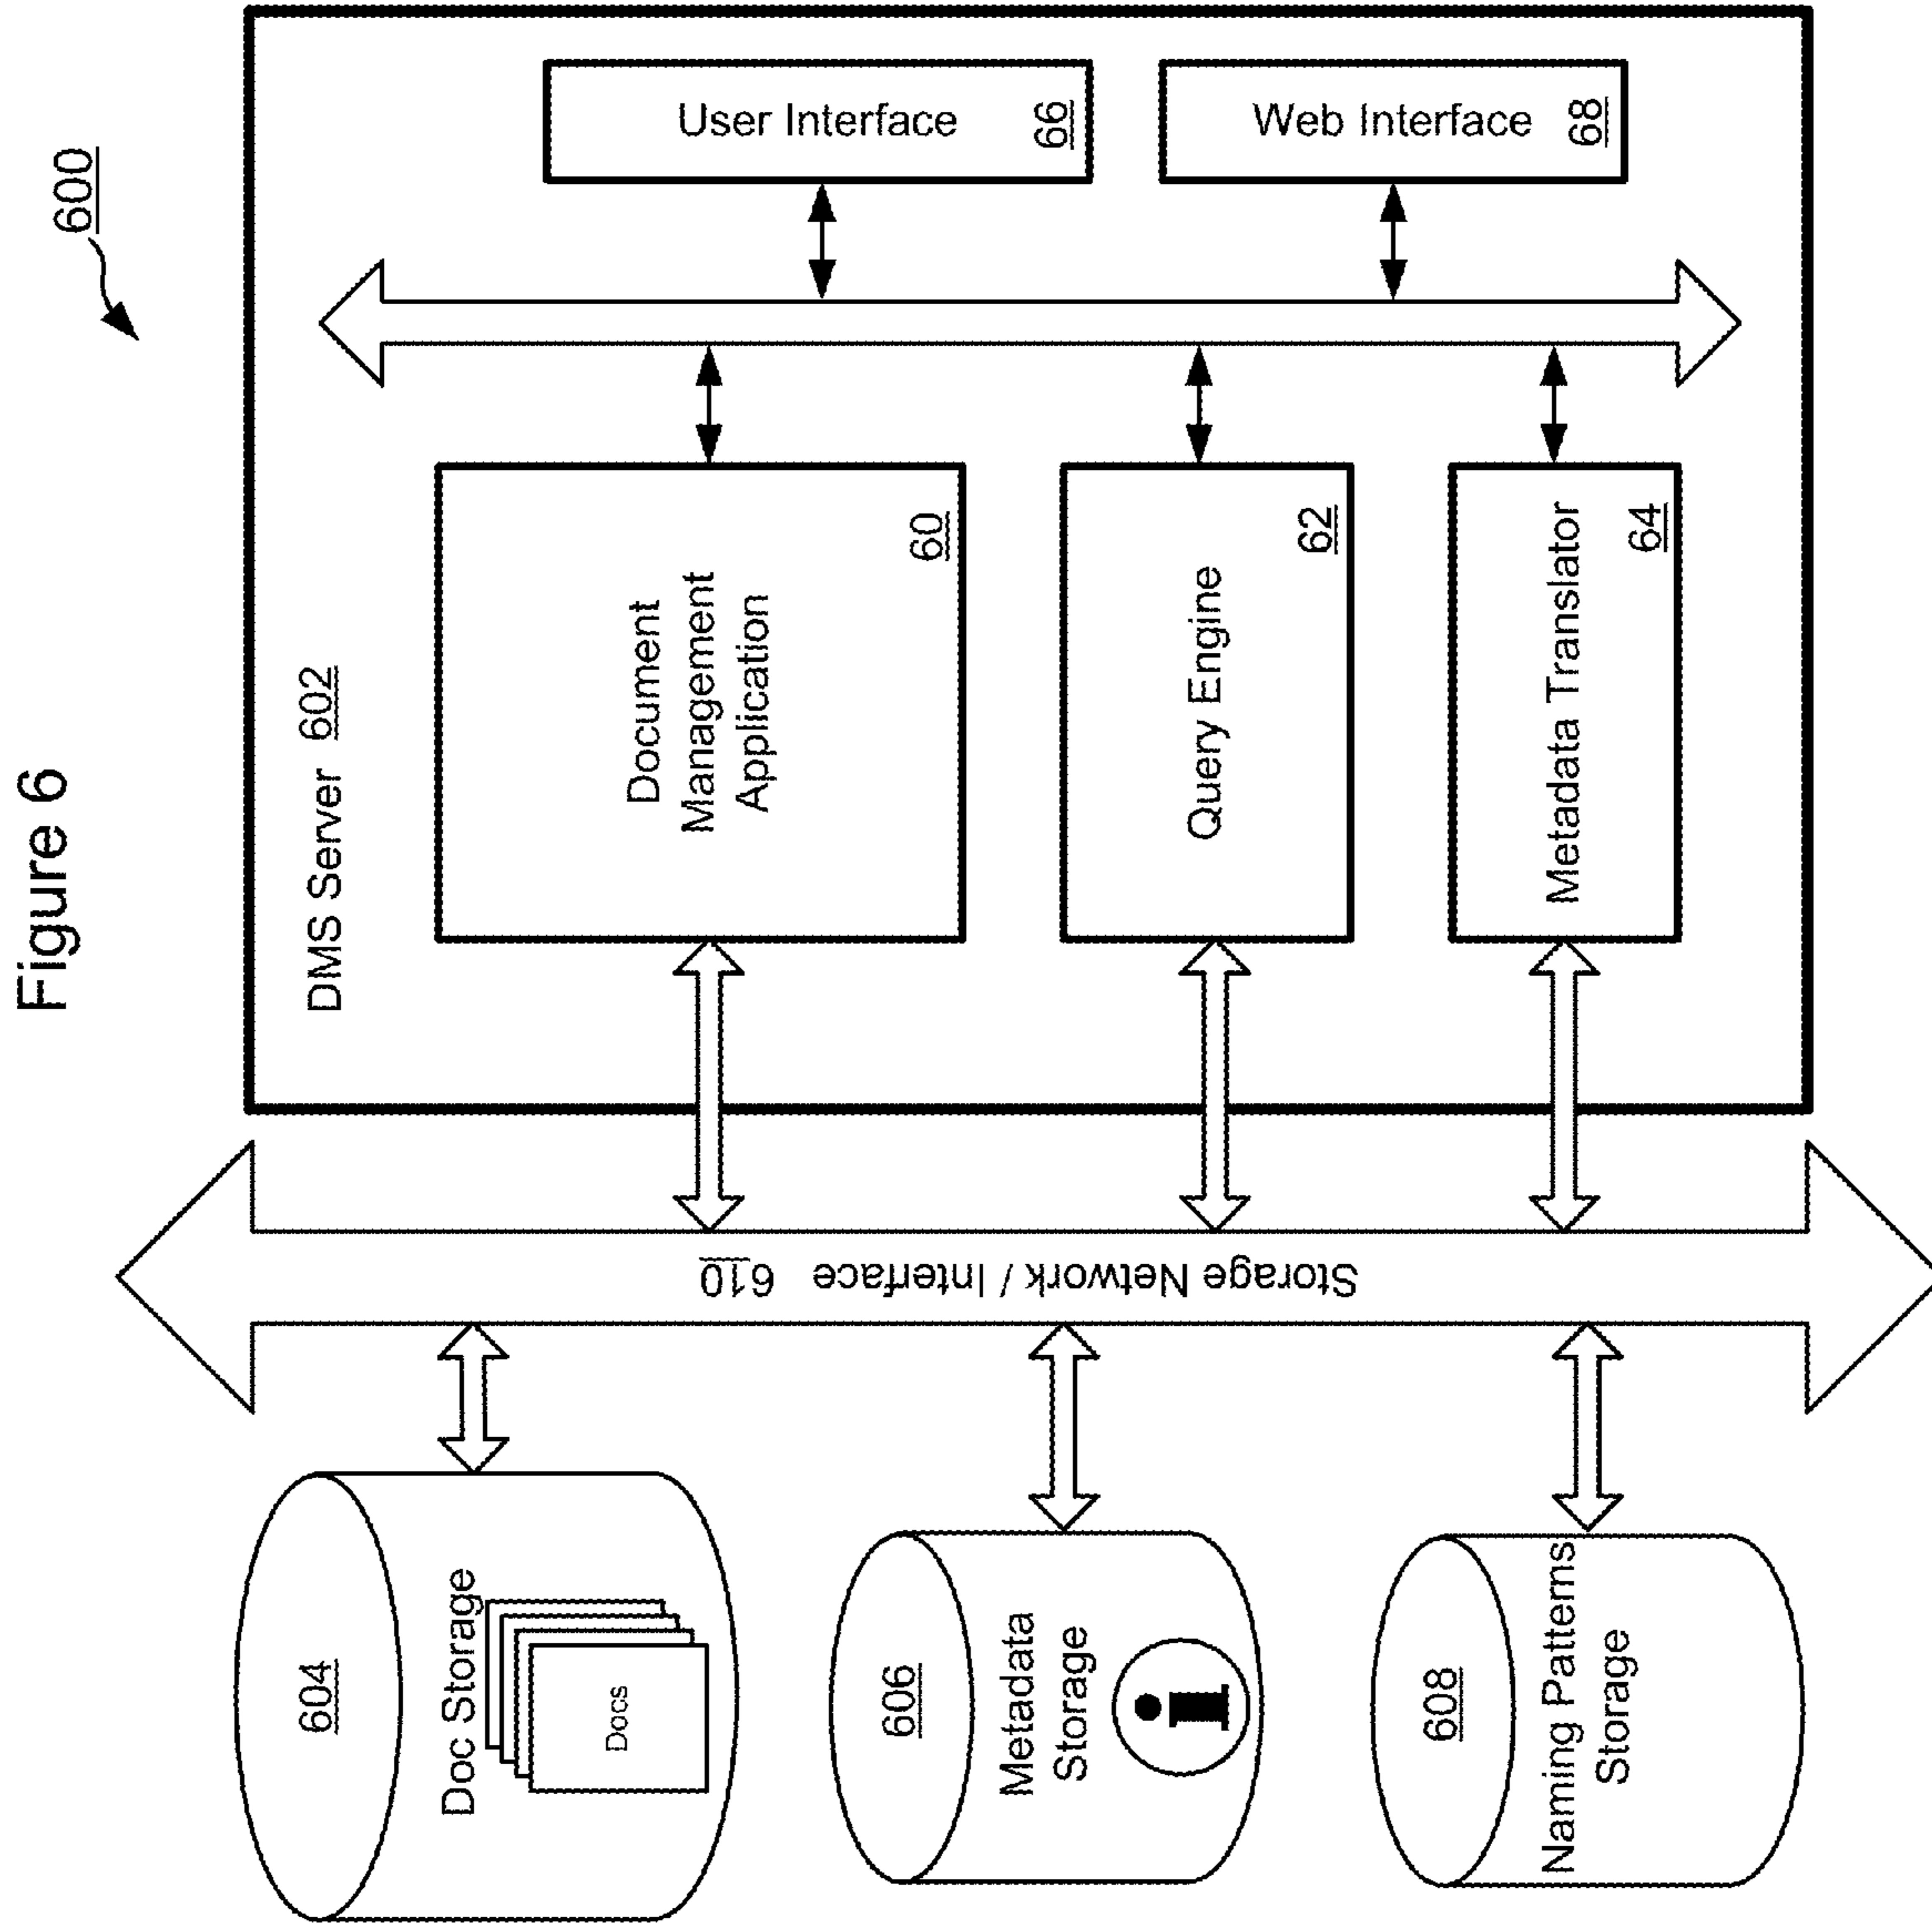 Figure 6
600
DMS Server 602
Document
Management
Application
60
Query Engine
62
Metadata Translator
64
User Interface
66
Web Interface
68
Storage Network / Interface 610
604
Doc Storage
Docs
606
Metadata
Storage
i
608
Naming Patterns
Storage